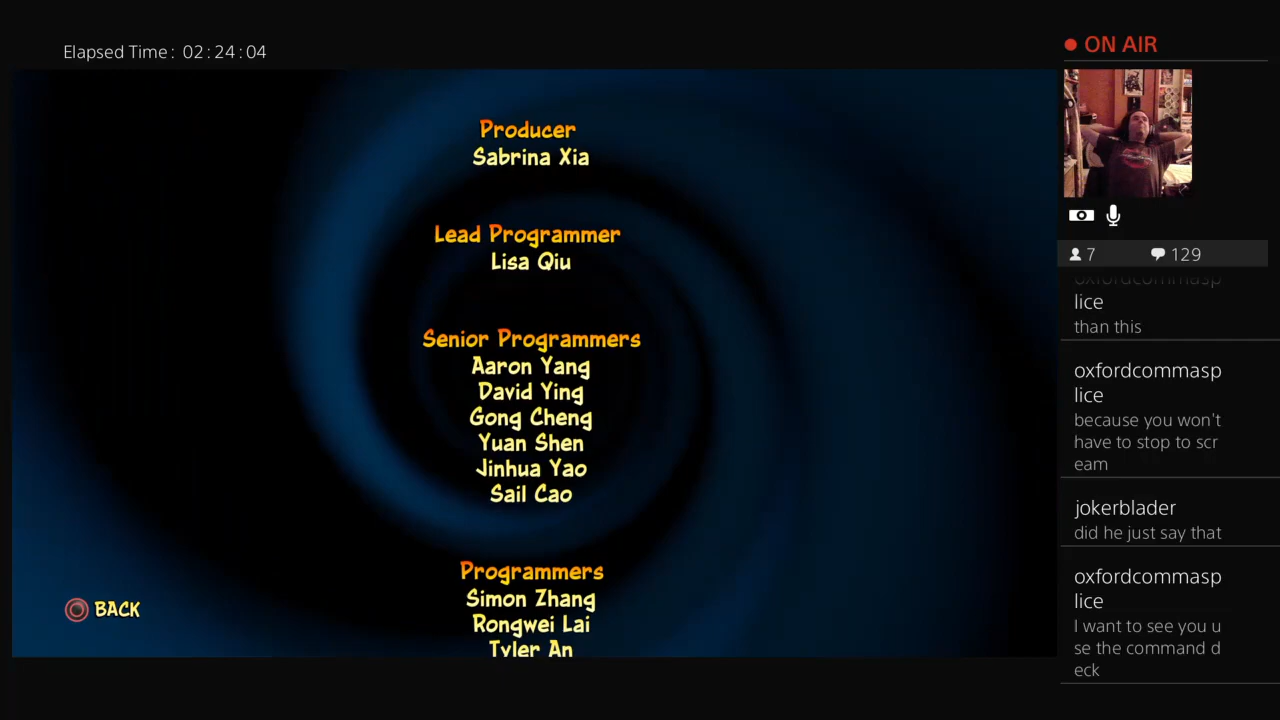 Elapsed Time: 02:24:04
ON AIR
Producer
Sabrina Xia
Lead Programmer
Lisa Qiu
Senior Programmers
Aaron Yang
David Ying
Gong Cheng
Yuan Shen
Jinhua Yao
Sail Cao
Programmers
Simon Zhang
Rongwei Lai
Tyler An
BACK
7 129
oxfordcommasp
lice
than this
oxfordcommasp
lice
because you won't
have to stop to scr
eam
jokerblader
did he just say that
oxfordcommasp
lice
I want to see you u
se the command d
eck